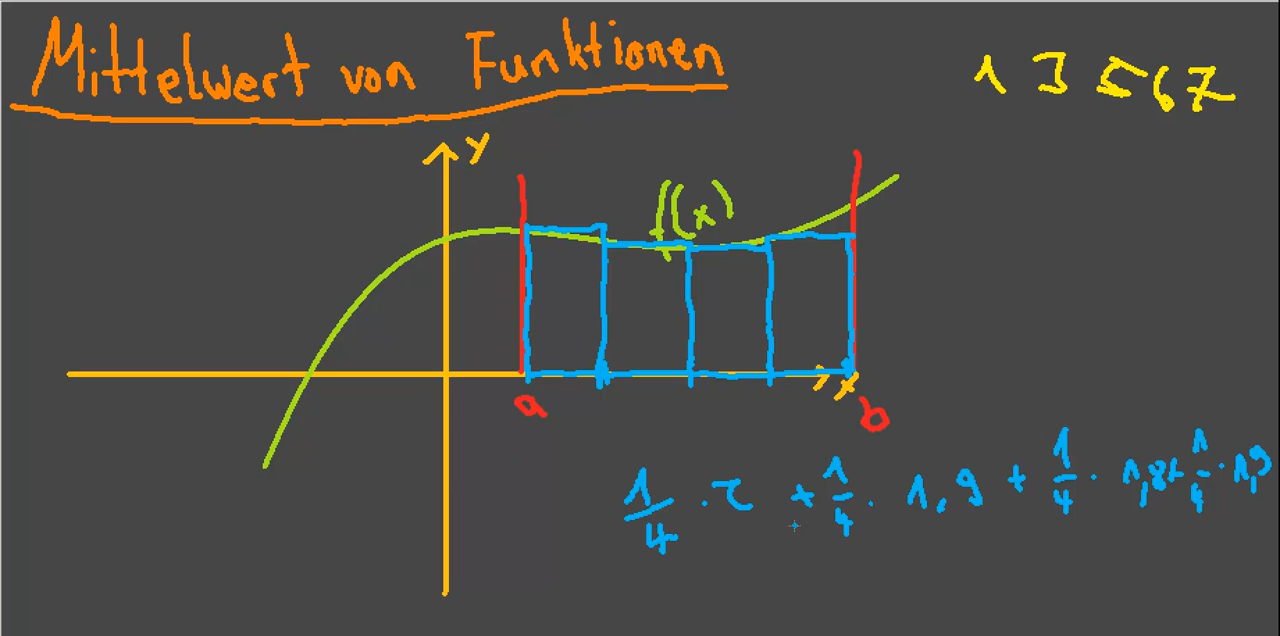 Mittelwert von Funktionen
1 3 5 6 7
y
f(x)
x
a
b
1/4 · 2 + 1/4 · 1,9 + 1/4 · 1,8 + 1/4 · 1,9